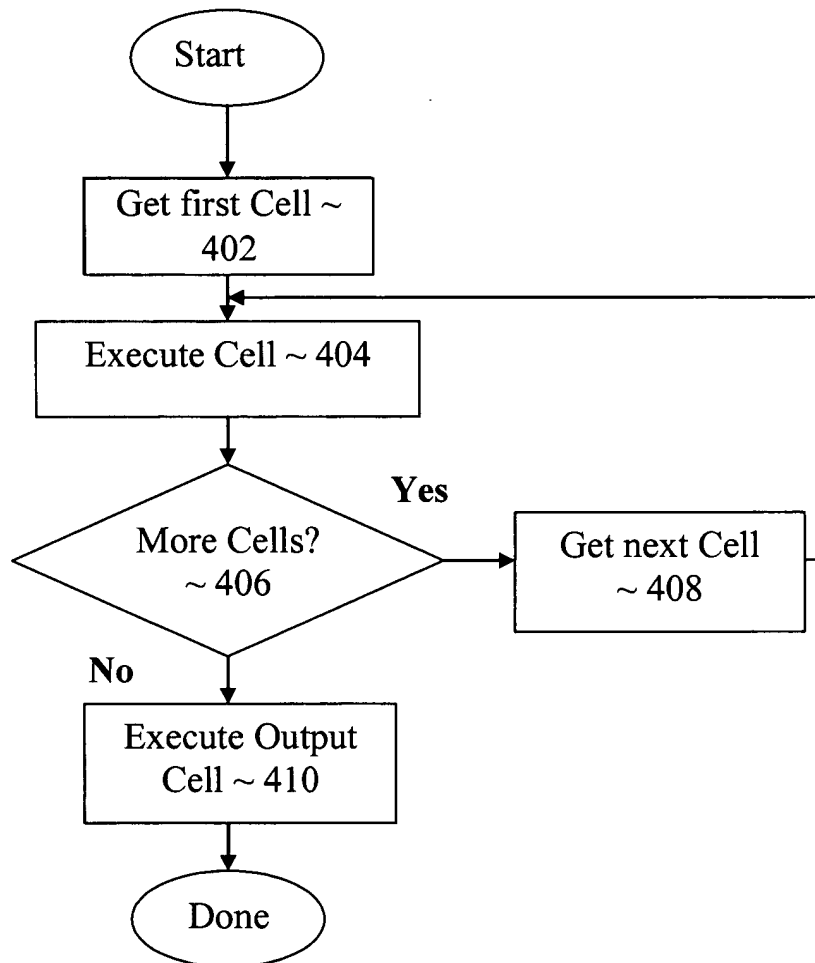 Start
Get first Cell ~
402
Execute Cell ~ 404
Yes
More Cells?
~ 406
Get next Cell
~ 408
No
Execute Output
Cell ~ 410
Done